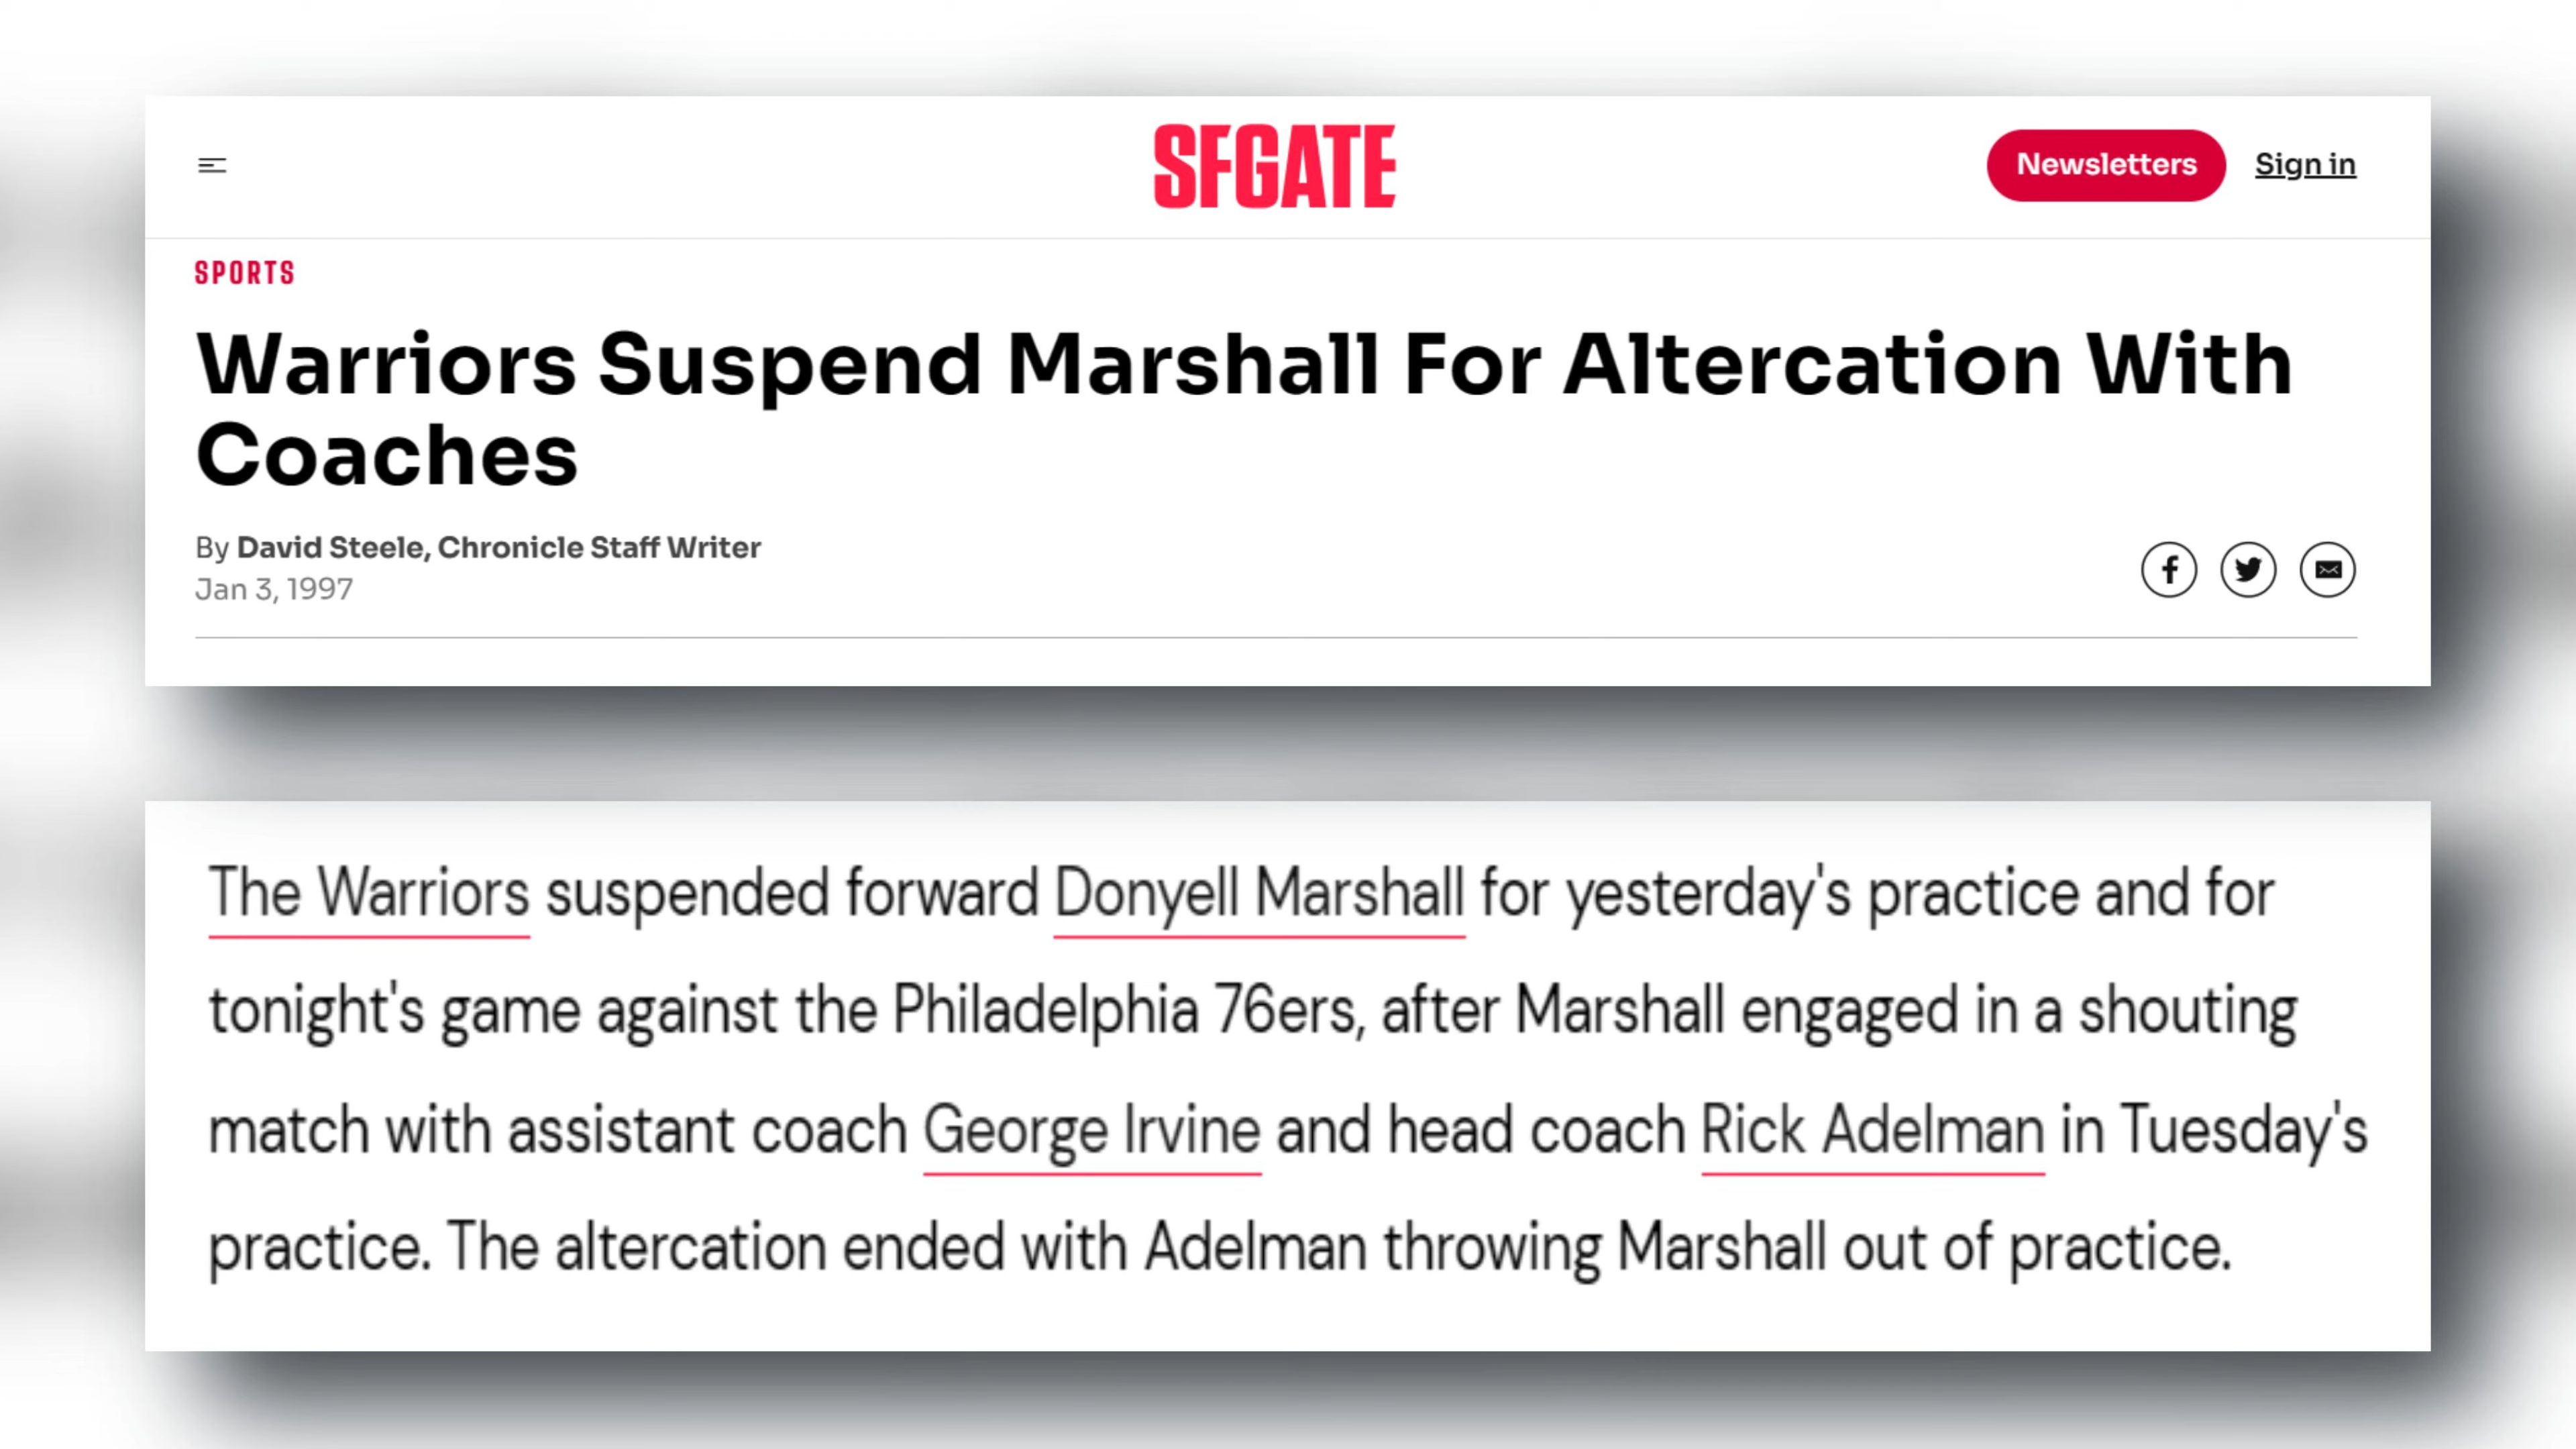 SFGATE
Newsletters
Sign in
SPORTS
Warriors Suspend Marshall For Altercation With
Coaches
By David Steele, Chronicle Staff Writer
Jan 3, 1997
The Warriors suspended forward Donyell Marshall for yesterday's practice and for
tonight's game against the Philadelphia 76ers, after Marshall engaged in a shouting
match with assistant coach George Irvine and head coach Rick Adelman in Tuesday's
practice. The altercation ended with Adelman throwing Marshall out of practice.